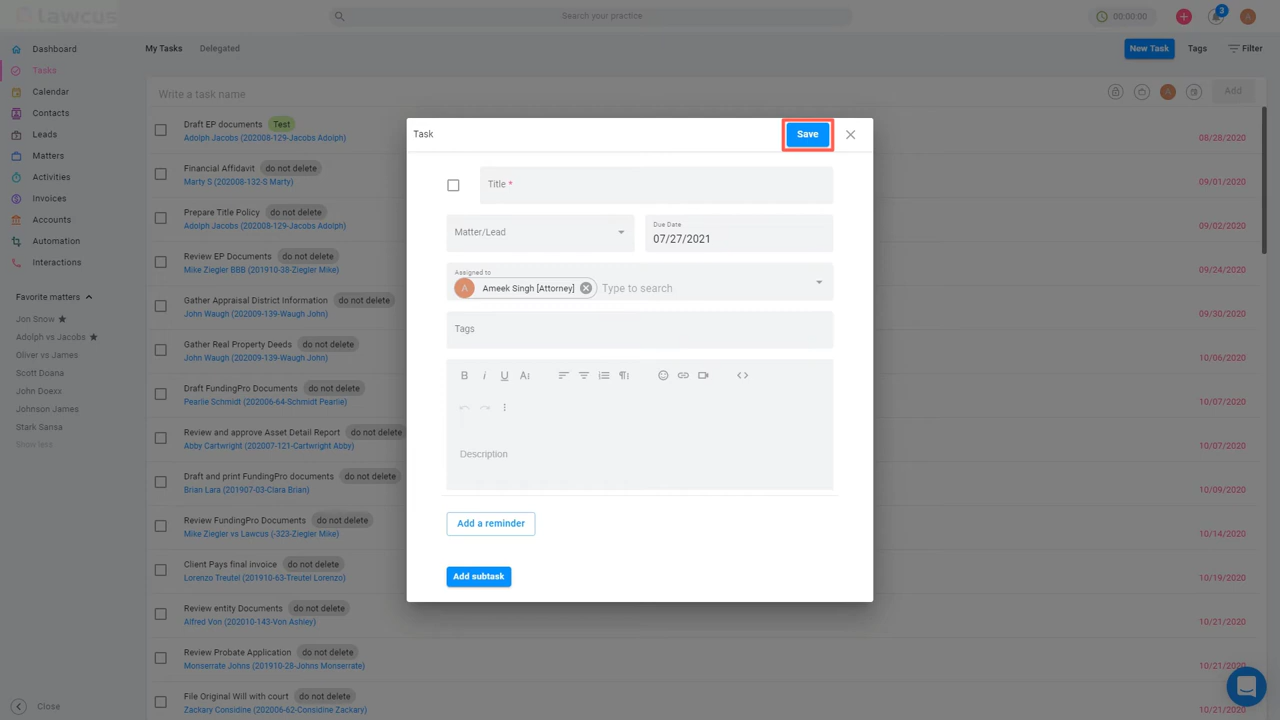 Lawcus
Search your practice
00:00:00
3
A
Dashboard
Tasks
Calendar
Contacts
Leads
Matters
Activities
Invoices
Accounts
Automation
Interactions
Favorite matters
Jon Snow
Adolph vs Jacobs
Oliver vs James
Scott Doana
John Doexx
Johnson James
Stark Sansa
Show less
Close
My Tasks
Delegated
New Task
Tags
Filter
Write a task name
A
Add
Draft EP documents Test
Adolph Jacobs (202008-129-Jacobs Adolph)
08/28/2020
Financial Affidavit do not delete
Marty S (202008-132-S Marty)
09/01/2020
Prepare Title Policy do not delete
Adolph Jacobs (202008-129-Jacobs Adolph)
09/02/2020
Review EP Documents do not delete
Mike Ziegler BBB (201910-38-Ziegler Mike)
09/24/2020
Gather Appraisal District Information do not delete
John Waugh (202009-139-Waugh John)
09/30/2020
Gather Real Property Deeds do not delete
John Waugh (202009-139-Waugh John)
10/06/2020
Draft FundingPro Documents do not delete
Pearlie Schmidt (202006-64-Schmidt Pearlie)
10/07/2020
Review and approve Asset Detail Report do not delete
Abby Cartwright (202007-121-Cartwright Abby)
10/07/2020
Draft and print FundingPro documents do not delete
Brian Lara (201907-03-Clara Brian)
10/09/2020
Review FundingPro Documents do not delete
Mike Ziegler vs Lawcus (-323-Ziegler Mike)
10/14/2020
Client Pays final invoice do not delete
Lorenzo Treutel (201910-63-Treutel Lorenzo)
10/19/2020
Review entity Documents do not delete
Alfred Von (202010-143-Von Ashley)
10/21/2020
Review Probate Application do not delete
Monserrate Johns (201910-28-Johns Monserrate)
10/21/2020
File Original Will with court do not delete
Zackary Considine (202006-62-Considine Zackary)
10/21/2020
Task
Save
Title *
Matter/Lead
Due Date
07/27/2021
Assigned to
A Ameek Singh [Attorney] Type to search
Tags
B I U A
Description
Add a reminder
Add subtask